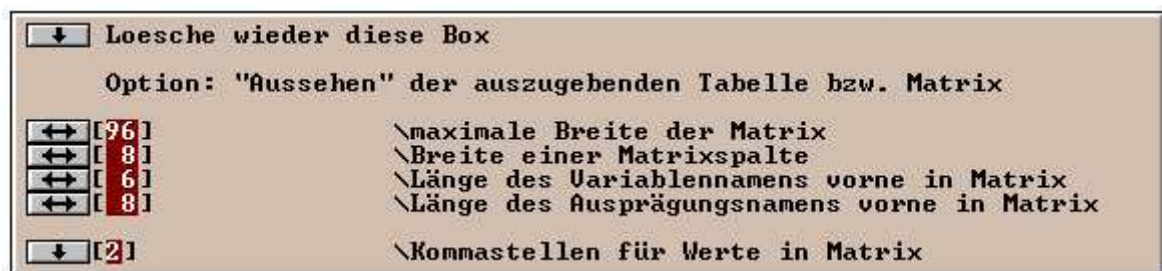 Loesche wieder diese Box
Option: "Aussehen" der auszugebenden Tabelle bzw. Matrix
[96] \maximale Breite der Matrix
[ 8] \Breite einer Matrixspalte
[ 6] \Länge des Variablennamens vorne in Matrix
[ 8] \Länge des Ausprägungsnamens vorne in Matrix
[2] \Kommastellen für Werte in Matrix